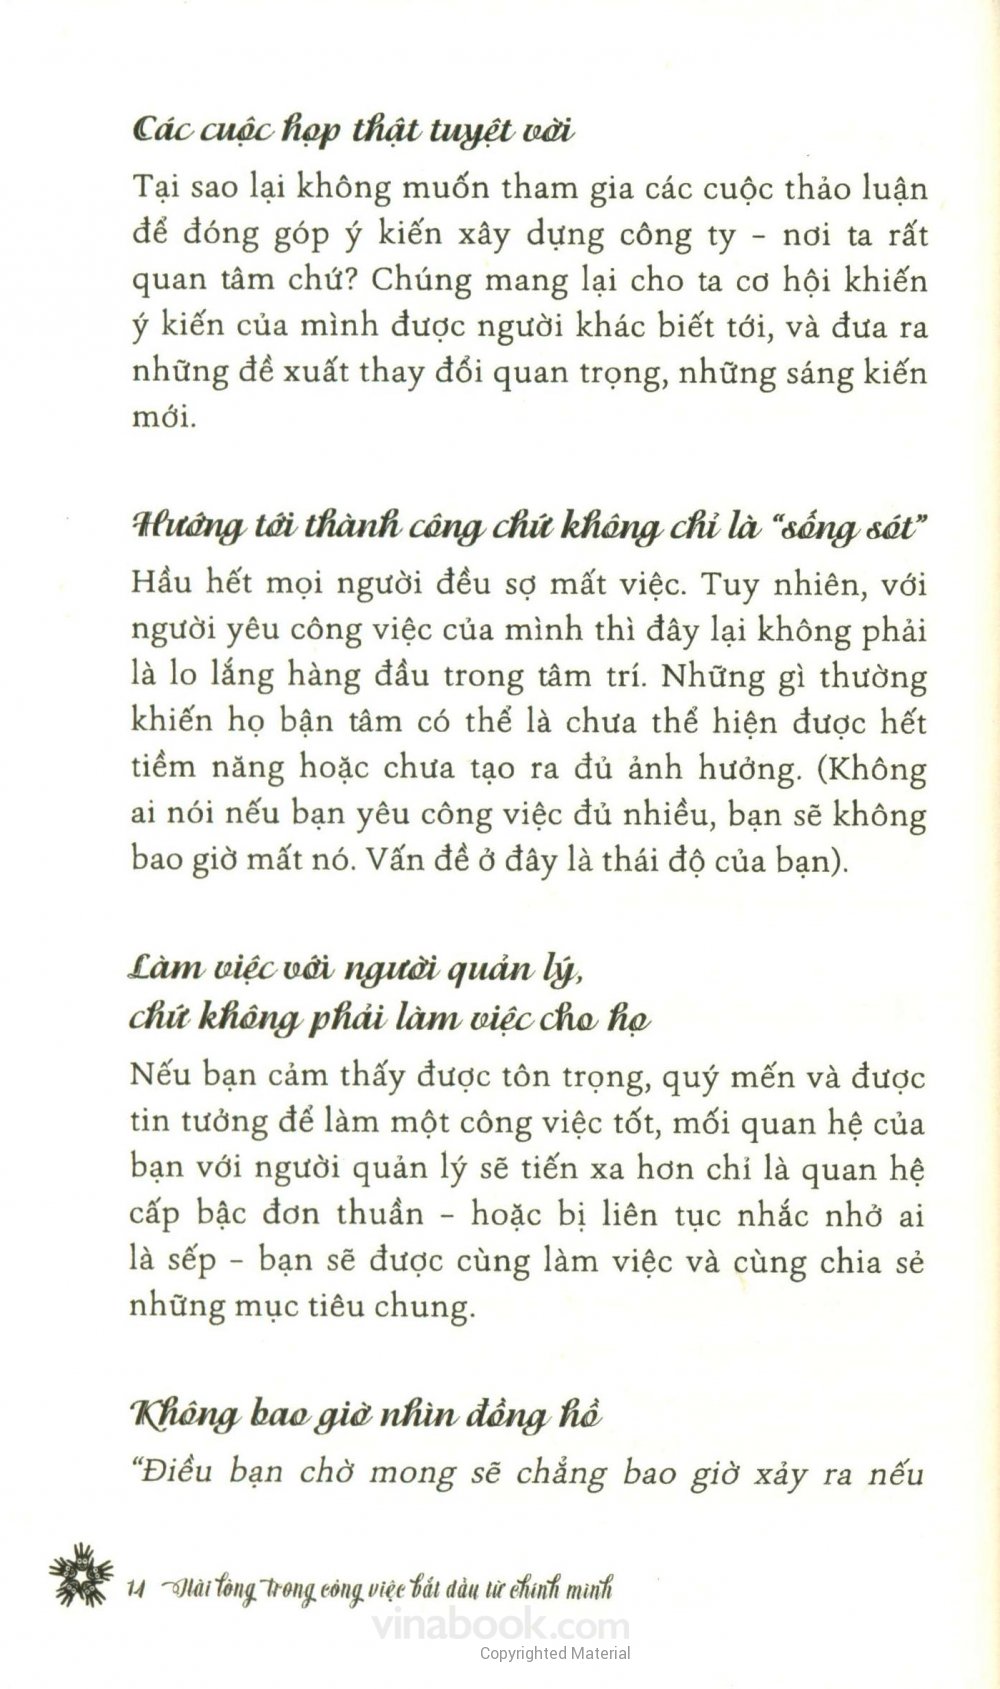 Các cuộc họp thật tuyệt vời
Tại sao lại không muốn tham gia các cuộc thảo luận
để đóng góp ý kiến xây dựng công ty – nơi ta rất
quan tâm chứ? Chúng mang lại cho ta cơ hội khiến
ý kiến của mình được người khác biết tới, và đưa ra
những đề xuất thay đổi quan trọng, những sáng kiến
mới.
Hướng tới thành công chứ không chỉ là “sống sót”
Hầu hết mọi người đều sợ mất việc. Tuy nhiên, với
người yêu công việc của mình thì đây lại không phải
là lo lắng hàng đầu trong tâm trí. Những gì thường
khiến họ bận tâm có thể là chưa thể hiện được hết
tiềm năng hoặc chưa tạo ra đủ ảnh hưởng. (Không
ai nói nếu bạn yêu công việc đủ nhiều, bạn sẽ không
bao giờ mất nó. Vấn đề ở đây là thái độ của bạn).
Làm việc với người quản lý,
chứ không phải làm việc cho họ
Nếu bạn cảm thấy được tôn trọng, quý mến và được
tin tưởng để làm một công việc tốt, mối quan hệ của
bạn với người quản lý sẽ tiến xa hơn chỉ là quan hệ
cấp bậc đơn thuần – hoặc bị liên tục nhắc nhở ai
là sếp – bạn sẽ được cùng làm việc và cùng chia sẻ
những mục tiêu chung.
Không bao giờ nhìn đồng hồ
“Điều bạn chờ mong sẽ chẳng bao giờ xảy ra nếu
14 Hài lòng trong công việc bắt đầu từ chính mình
vinabook.com
Copyrighted Material